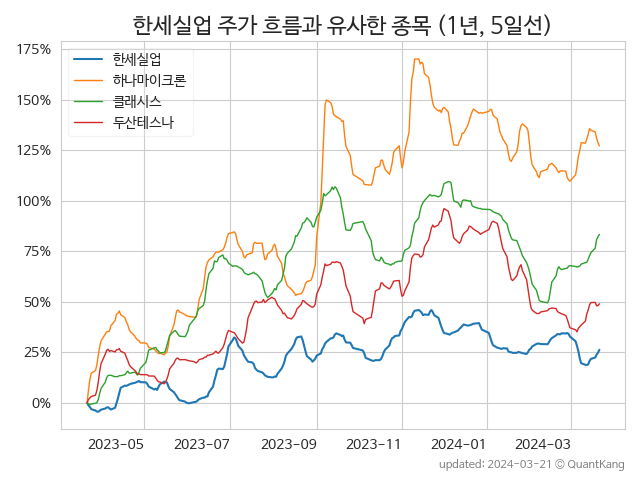 한세실업 주가 흐름과 유사한 종목 (1년, 5일선)
한세실업
하나마이크론
클래시스
두산테스나
175%
150%
125%
100%
75%
50%
25%
0%
2023-05 2023-07 2023-09 2023-11 2024-01 2024-03
updated: 2024-03-21 © QuantKang